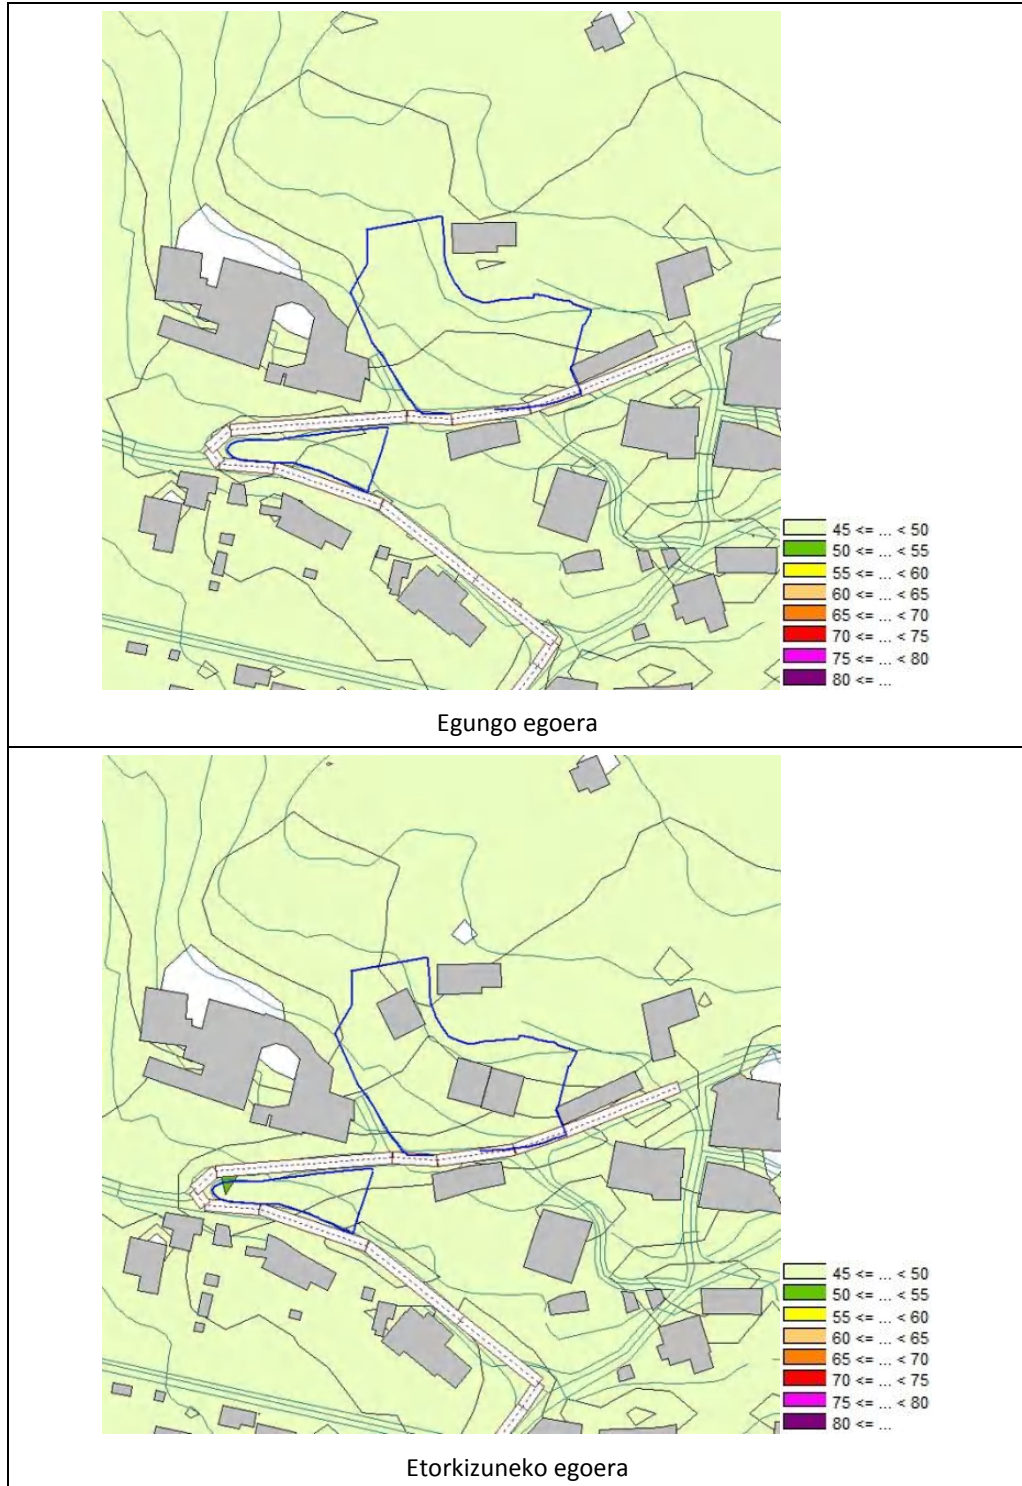 45 <= ... < 50
50 <= ... < 55
55 <= ... < 60
60 <= ... < 65
65 <= ... < 70
70 <= ... < 75
75 <= ... < 80
80 <= ...
Egungo egoera
45 <= ... < 50
50 <= ... < 55
55 <= ... < 60
60 <= ... < 65
65 <= ... < 70
70 <= ... < 75
75 <= ... < 80
80 <= ...
Etorkizuneko egoera